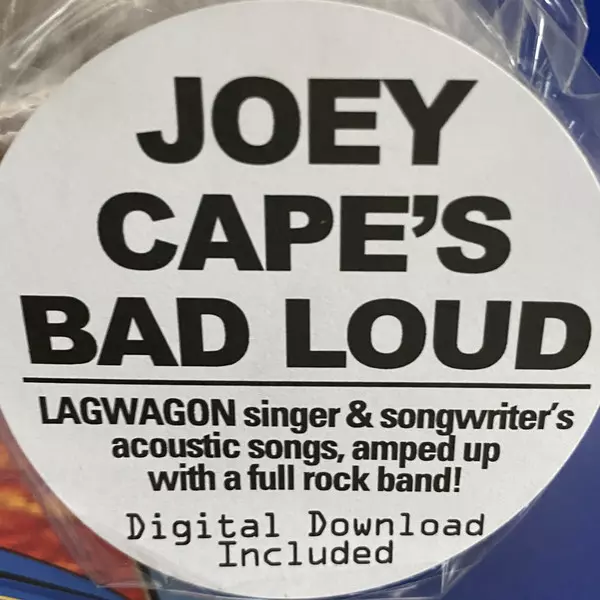 JOEY
CAPE'S
BAD LOUD
LAGWAGON singer & songwriter's
acoustic songs, amped up
with a full rock band!
Digital Download
Included